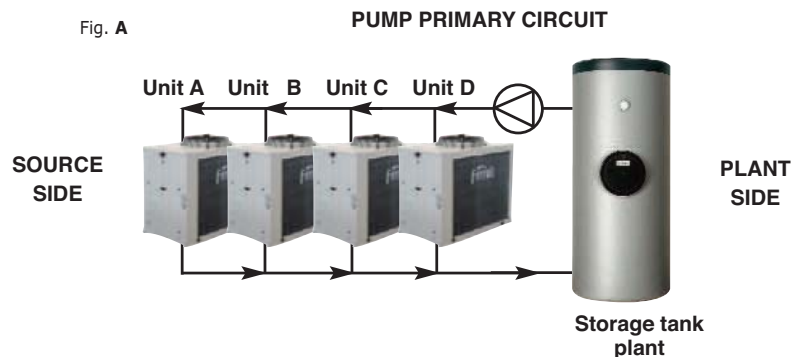 Fig. A
PUMP PRIMARY CIRCUIT
Unit A Unit B Unit C Unit D
SOURCE
SIDE
PLANT
SIDE
Storage tank
plant